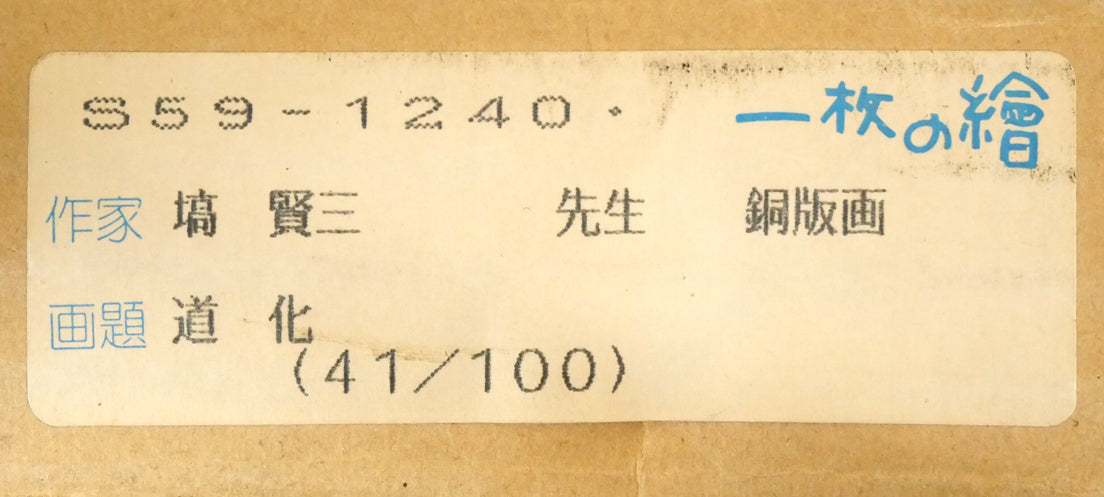 S59-1240. 一枚の繪
作家 塙 賢三 先生 銅版画
画題 道 化
(41/100)